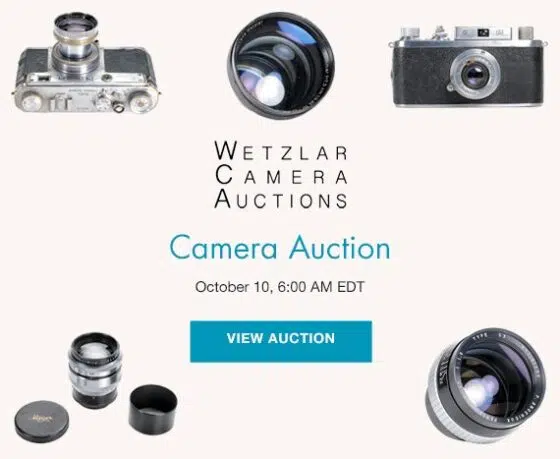 WETZLAR
CAMERA
AUCTIONS
Camera Auction
October 10, 6:00 AM EDT
VIEW AUCTION